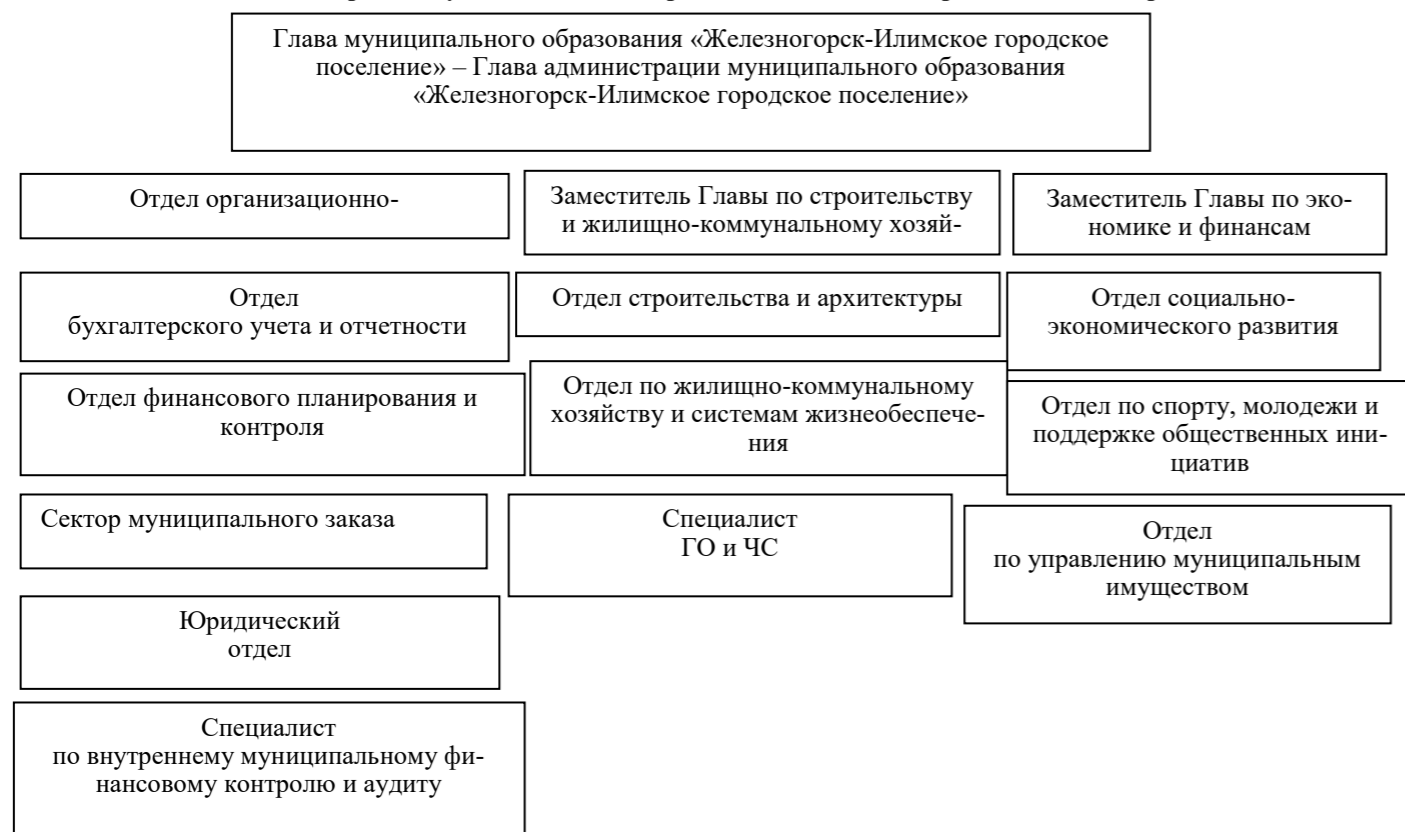 Глава муниципального образования «Железногорск-Илимское городское
поселение» – Глава администрации муниципального образования
«Железногорск-Илимское городское поселение»
Отдел организационно-
Заместитель Главы по строительству
и жилищно-коммунальному хозяй-
Заместитель Главы по эко-
номике и финансам
Отдел
бухгалтерского учета и отчетности
Отдел строительства и архитектуры
Отдел социально-
экономического развития
Отдел финансового планирования и
контроля
Отдел по жилищно-коммунальному
хозяйству и системам жизнеобеспече-
ния
Отдел по спорту, молодежи и
поддержке общественных ини-
циатив
Сектор муниципального заказа
Специалист
ГО и ЧС
Отдел
по управлению муниципальным
имуществом
Юридический
отдел
Специалист
по внутреннему муниципальному фи-
нансовому контролю и аудиту